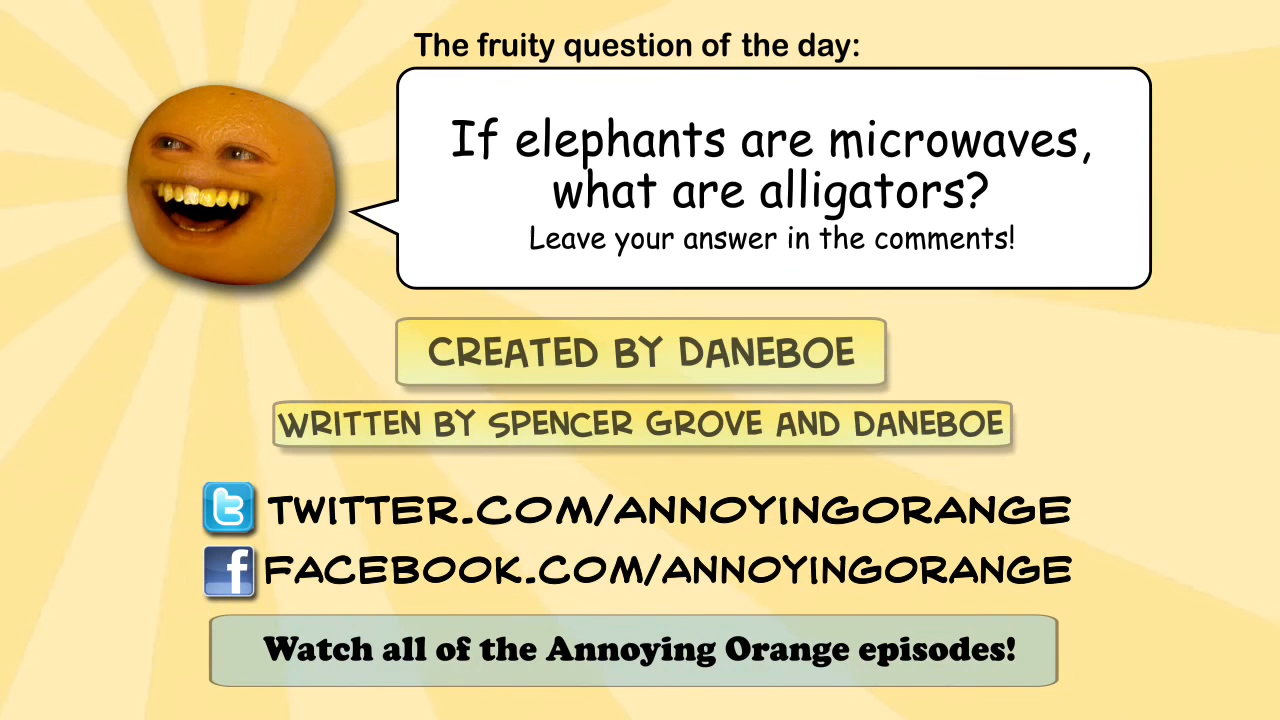 The fruity question of the day:
If elephants are microwaves,
what are alligators?
Leave your answer in the comments!
CREATED BY DANEBOE
WRITTEN BY SPENCER GROVE AND DANEBOE
t TWITTER.COM/ANNOYINGORANGE
f FACEBOOK.COM/ANNOYINGORANGE
Watch all of the Annoying Orange episodes!